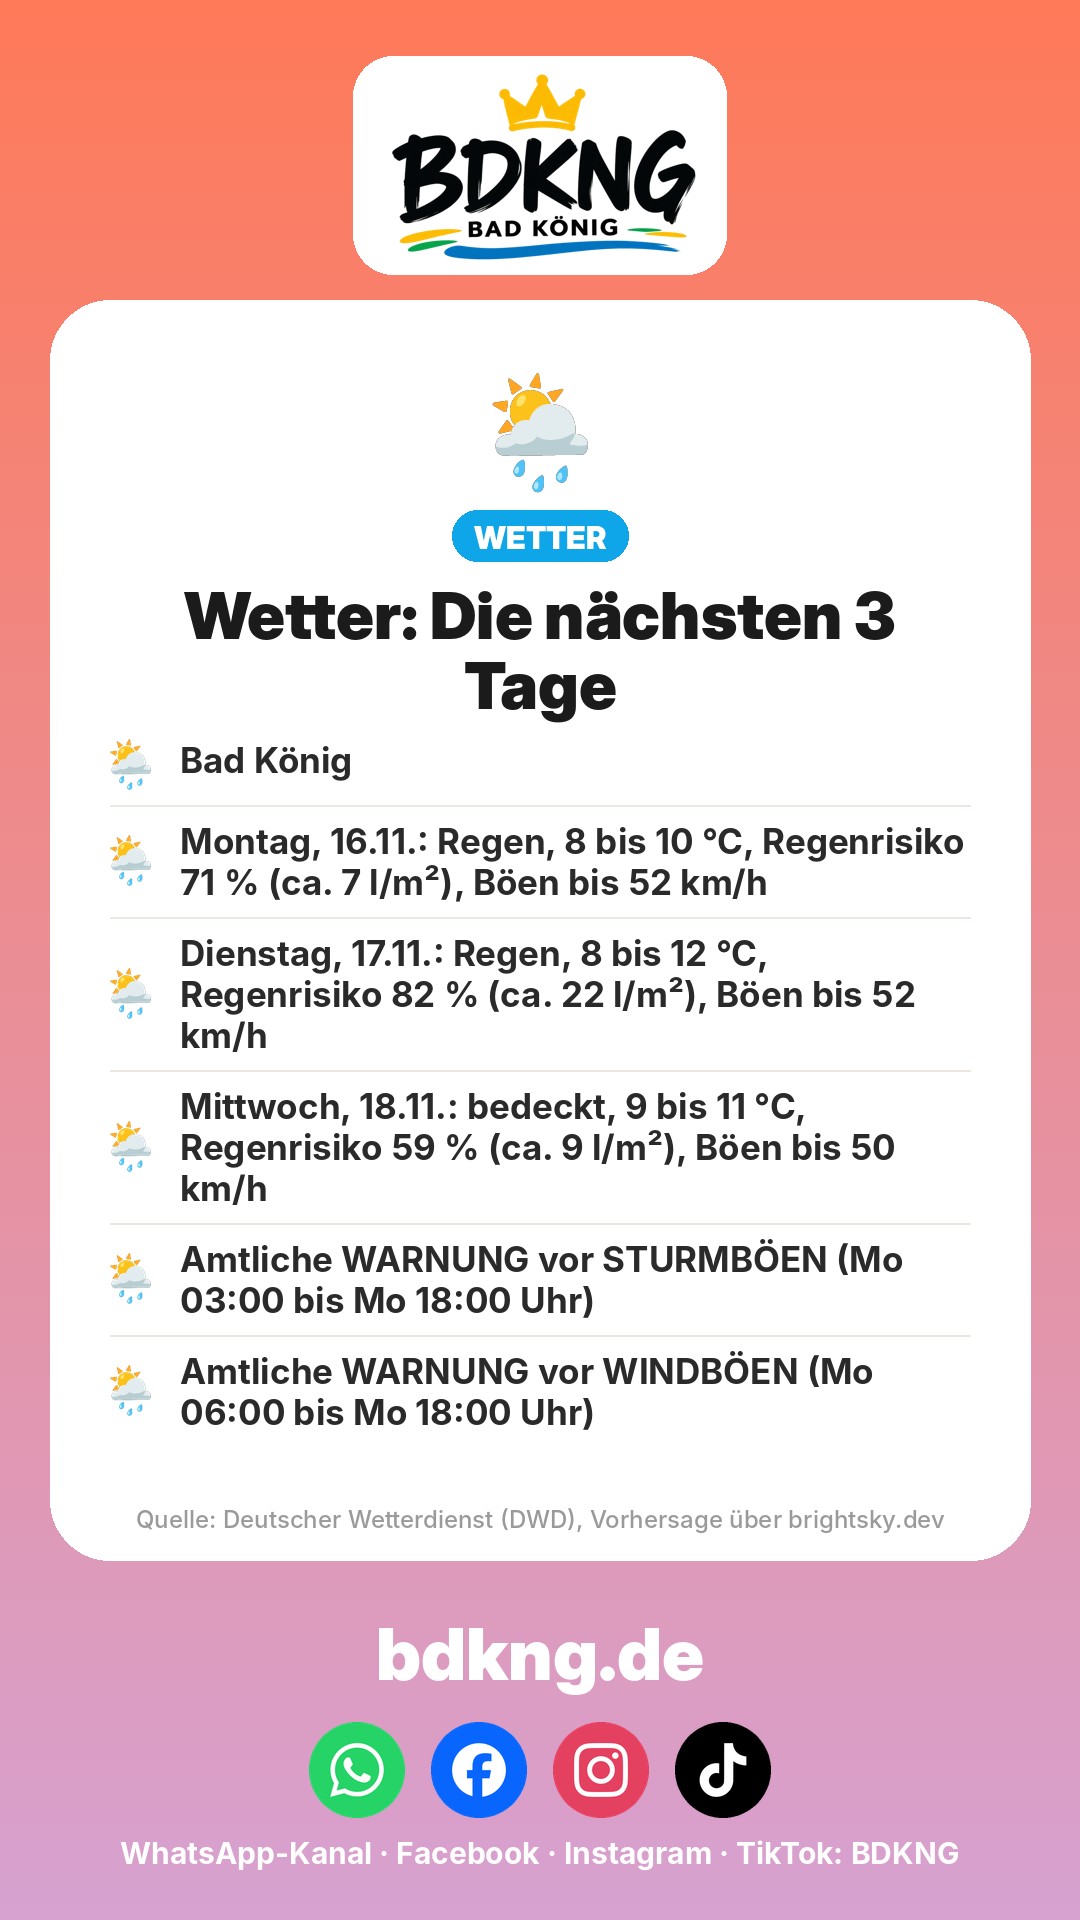 BDKNG
BAD KÖNIG
WETTER
Wetter: Die nächsten 3
Tage
Bad König
Montag, 16.11.: Regen, 8 bis 10 °C, Regenrisiko
71 % (ca. 7 l/m²), Böen bis 52 km/h
Dienstag, 17.11.: Regen, 8 bis 12 °C,
Regenrisiko 82 % (ca. 22 l/m²), Böen bis 52
km/h
Mittwoch, 18.11.: bedeckt, 9 bis 11 °C,
Regenrisiko 59 % (ca. 9 l/m²), Böen bis 50
km/h
Amtliche WARNUNG vor STURMBÖEN (Mo
03:00 bis Mo 18:00 Uhr)
Amtliche WARNUNG vor WINDBÖEN (Mo
06:00 bis Mo 18:00 Uhr)
Quelle: Deutscher Wetterdienst (DWD), Vorhersage über brightsky.dev
bdkng.de
WhatsApp-Kanal · Facebook · Instagram · TikTok: BDKNG